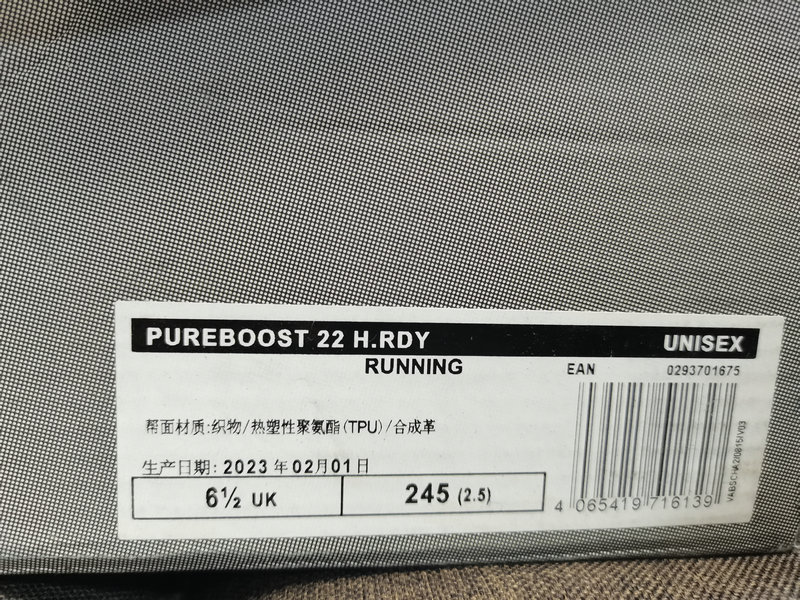 PUREBOOST 22 H.RDY UNISEX
RUNNING
EAN 0293701675
帮面材质:织物/热塑性聚氨酯(TPU)/合成革
生产日期: 2023 年 02月 01日
6½ UK 245 (2.5)
4 065419 716139